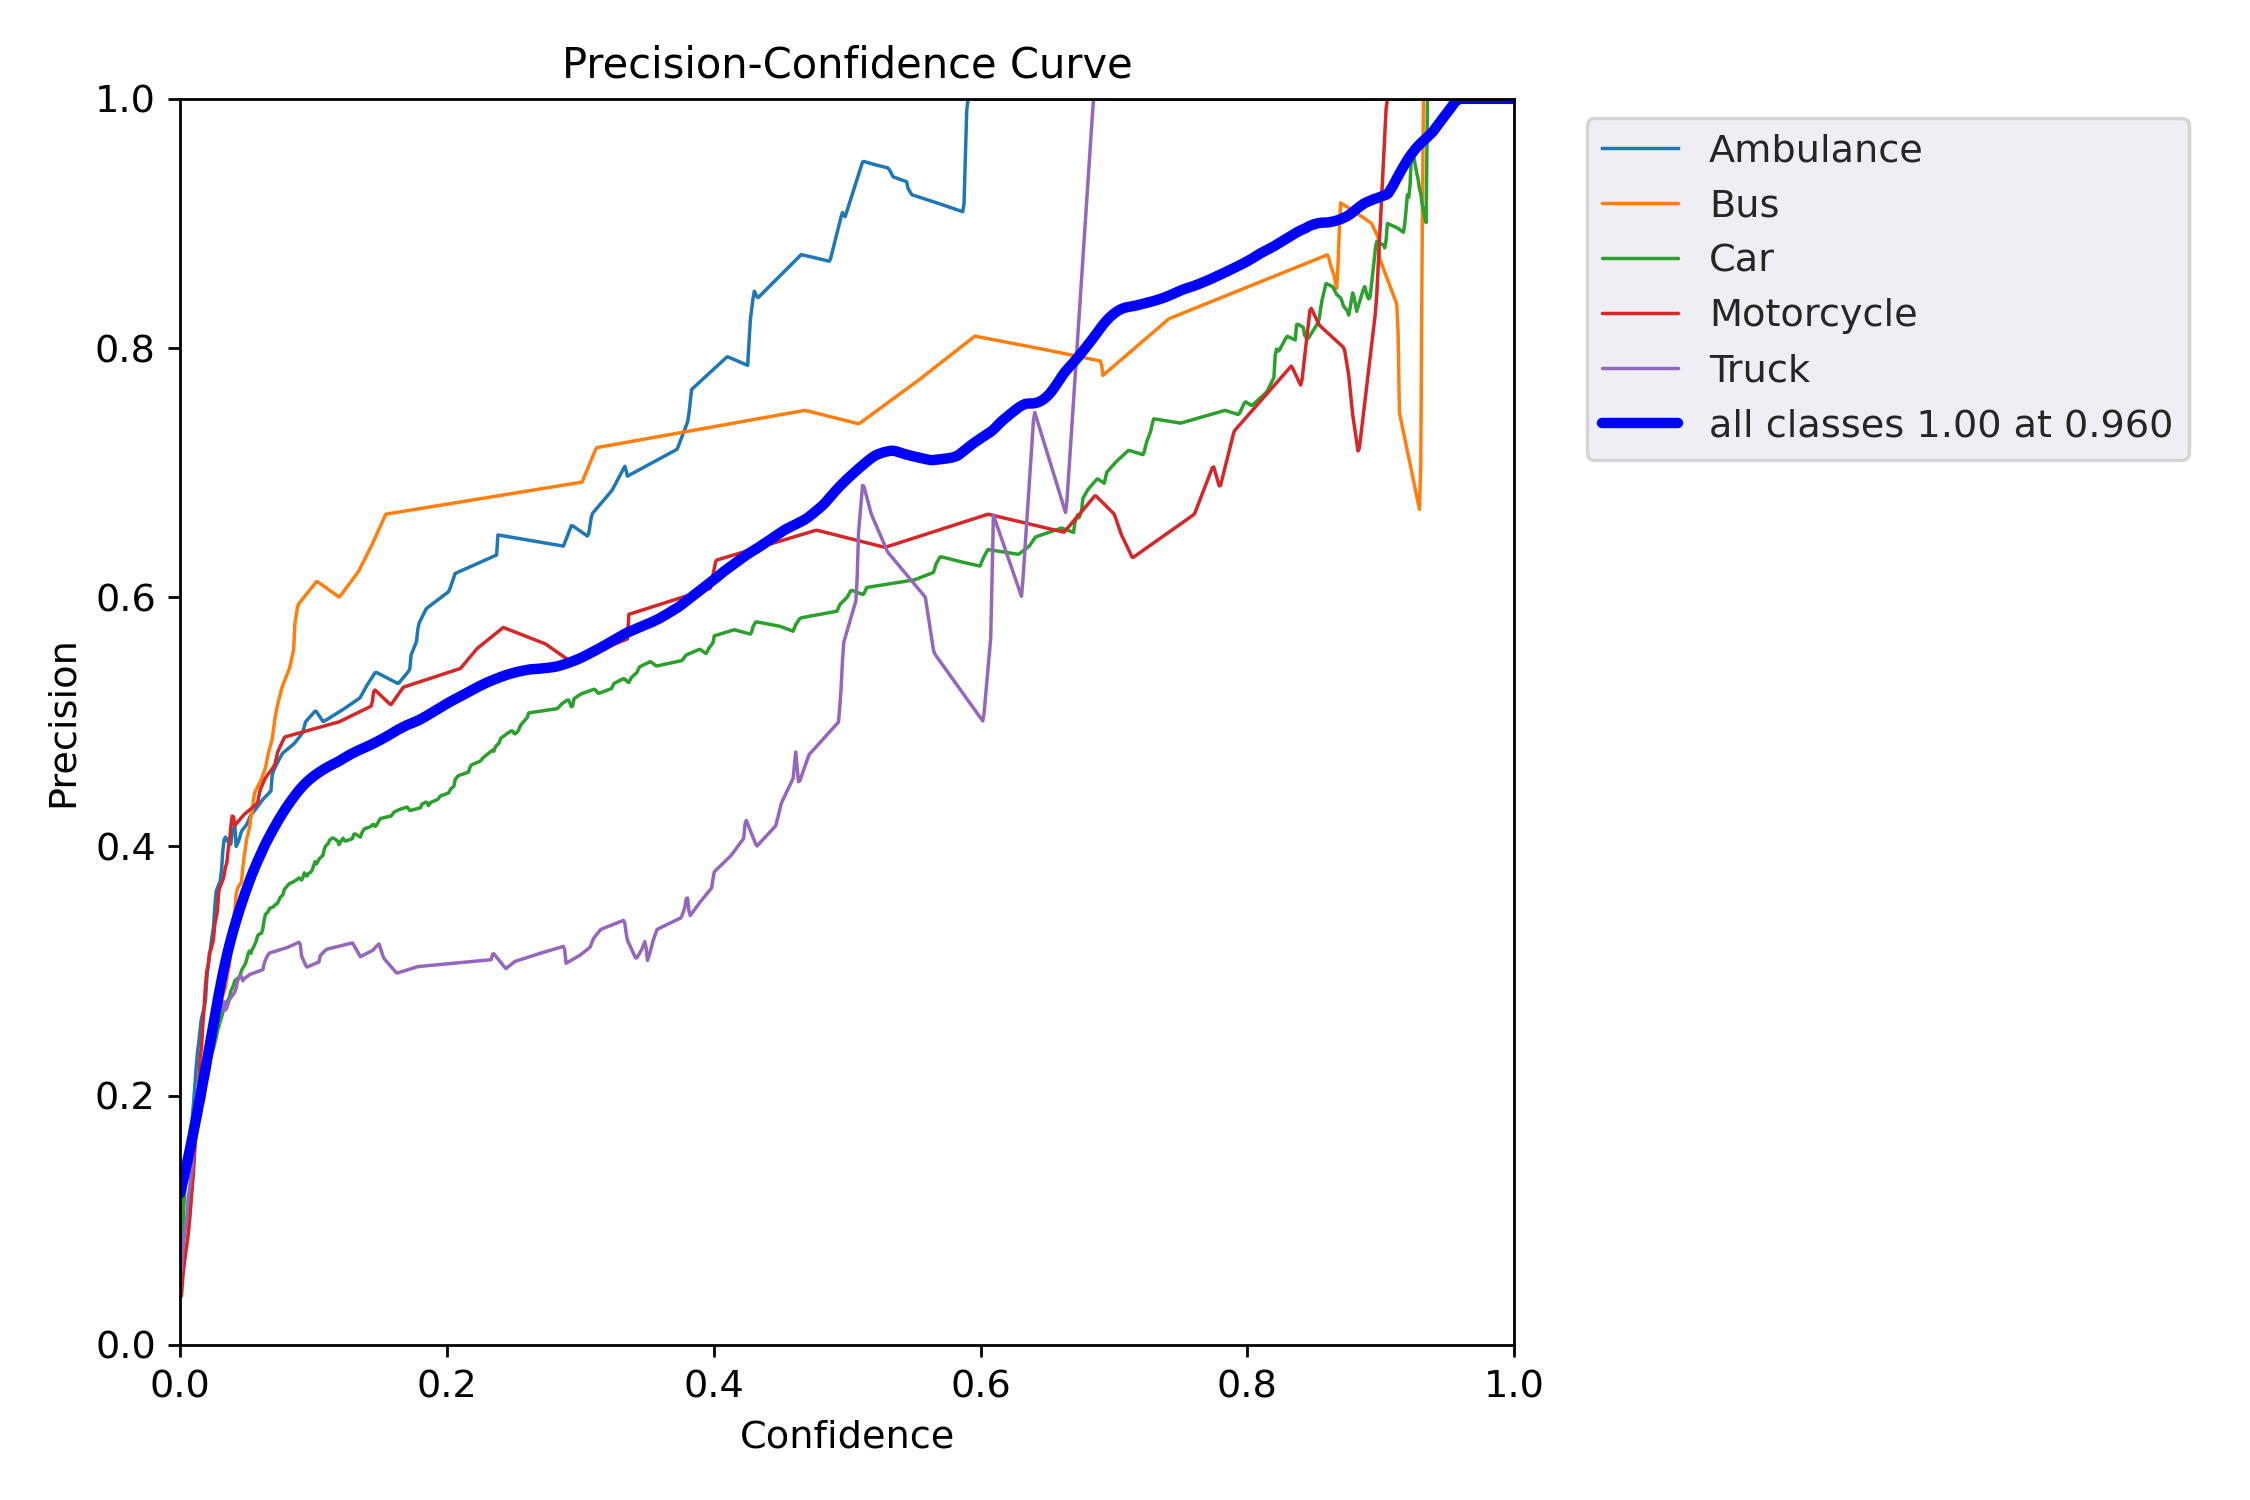 Precision-Confidence Curve
1.0
0.8
0.6
0.4
0.2
0.0
Precision
0.0 0.2 0.4 0.6 0.8 1.0
Confidence
Ambulance
Bus
Car
Motorcycle
Truck
all classes 1.00 at 0.960